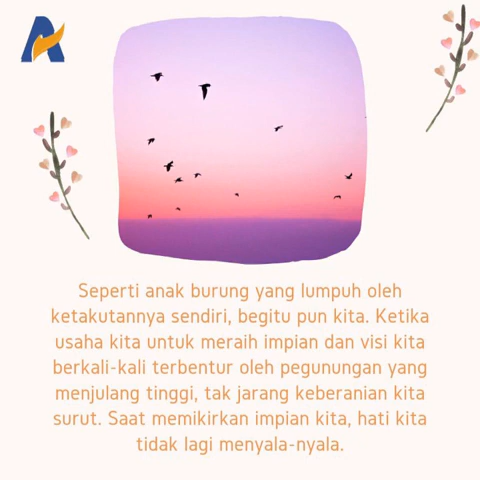 Seperti anak burung yang lumpuh oleh
ketakutannya sendiri, begitu pun kita. Ketika
usaha kita untuk meraih impian dan visi kita
berkali-kali terbentur oleh pegunungan yang
menjulang tinggi, tak jarang keberanian kita
surut. Saat memikirkan impian kita, hati kita
tidak lagi menyala-nyala.